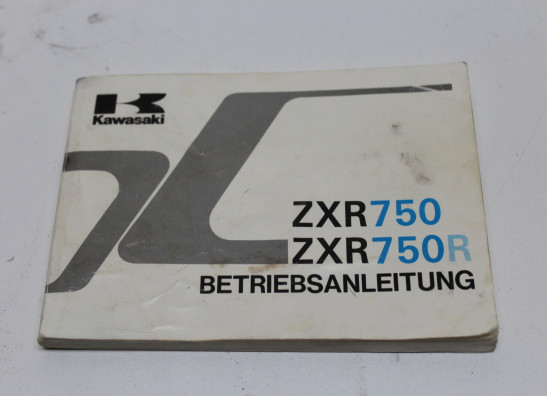 Kawasaki
ZXR750
ZXR750R
BETRIEBSANLEITUNG